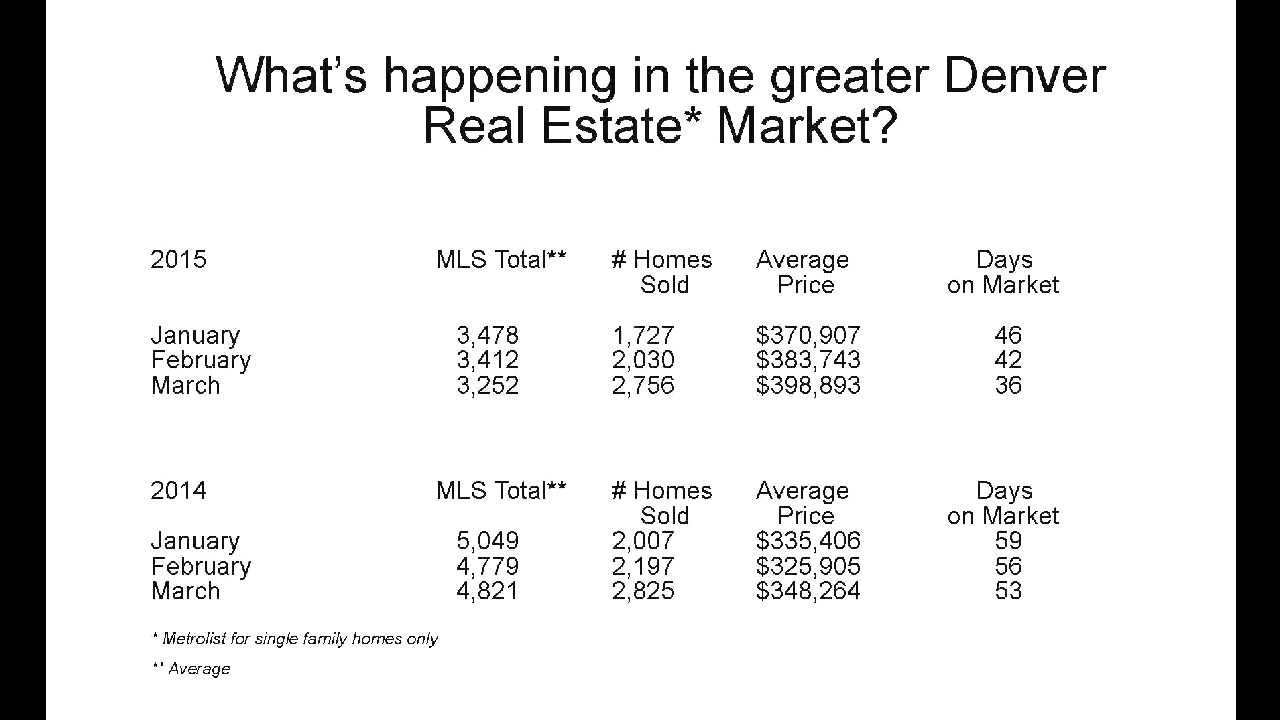 What's happening in the greater Denver
Real Estate* Market?
2015 MLS Total** # Homes Average Days
Sold Price on Market
January 3,478 1,727 $370,907 46
February 3,412 2,030 $383,743 42
March 3,252 2,756 $398,893 36
2014 MLS Total** # Homes Average Days
Sold Price on Market
January 5,049 2,007 $335,406 59
February 4,779 2,197 $325,905 56
March 4,821 2,825 $348,264 53
* Metrolist for single family homes only
** Average